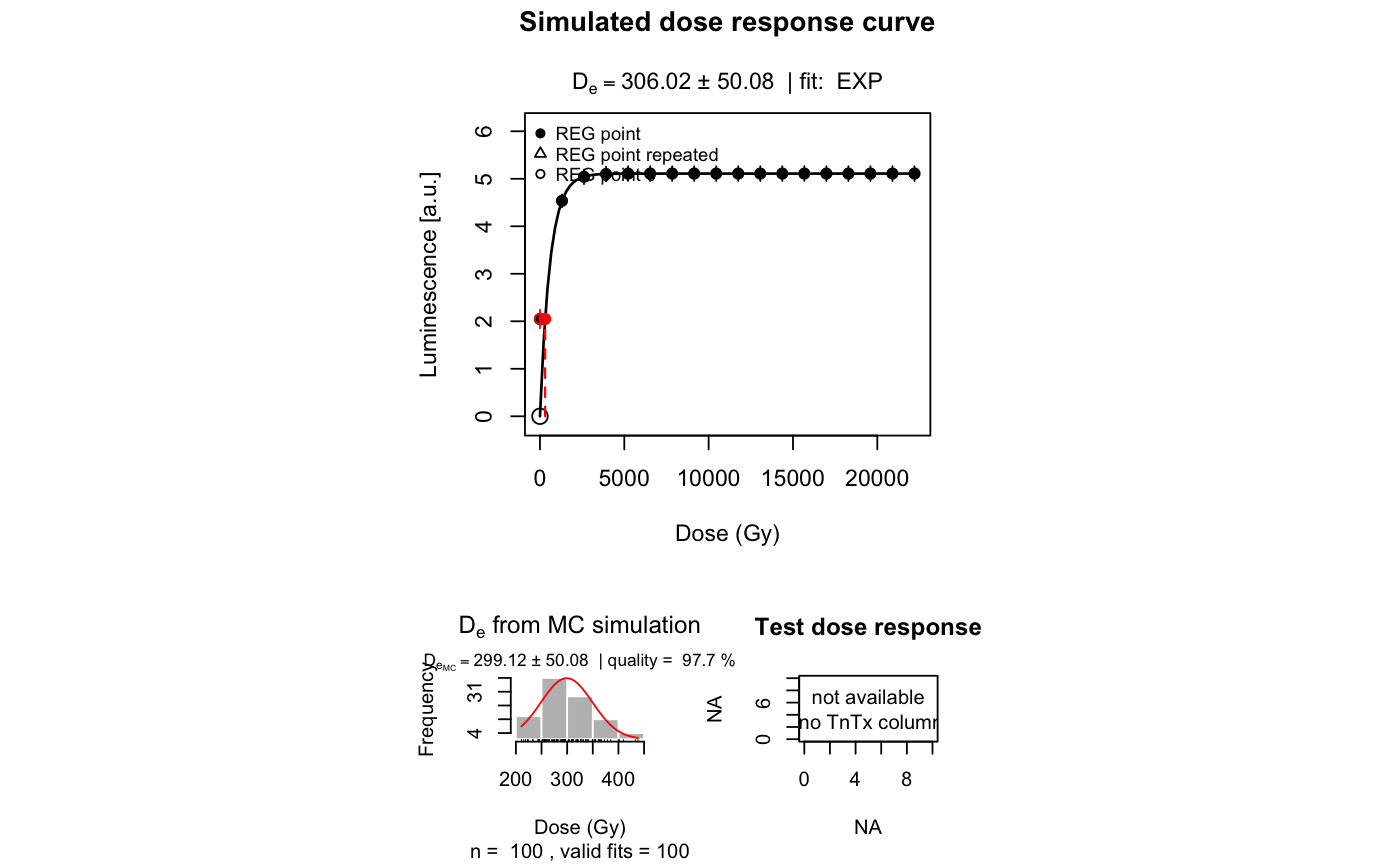 Simulated dose response curve
De = 306.02 ± 50.08 | fit: EXP
REG point
REG point repeated
REG point
6
5
4
3
2
1
0
Luminescence [a.u.]
0 5000 10000 15000 20000
Dose (Gy)
De from MC simulation
DeMC = 299.12 ± 50.08 | quality = 97.7 %
Frequency
31
4
200 300 400
Dose (Gy)
n = 100 , valid fits = 100
Test dose response
NA
6
0
not available
no TnTx column
0 4 8
NA